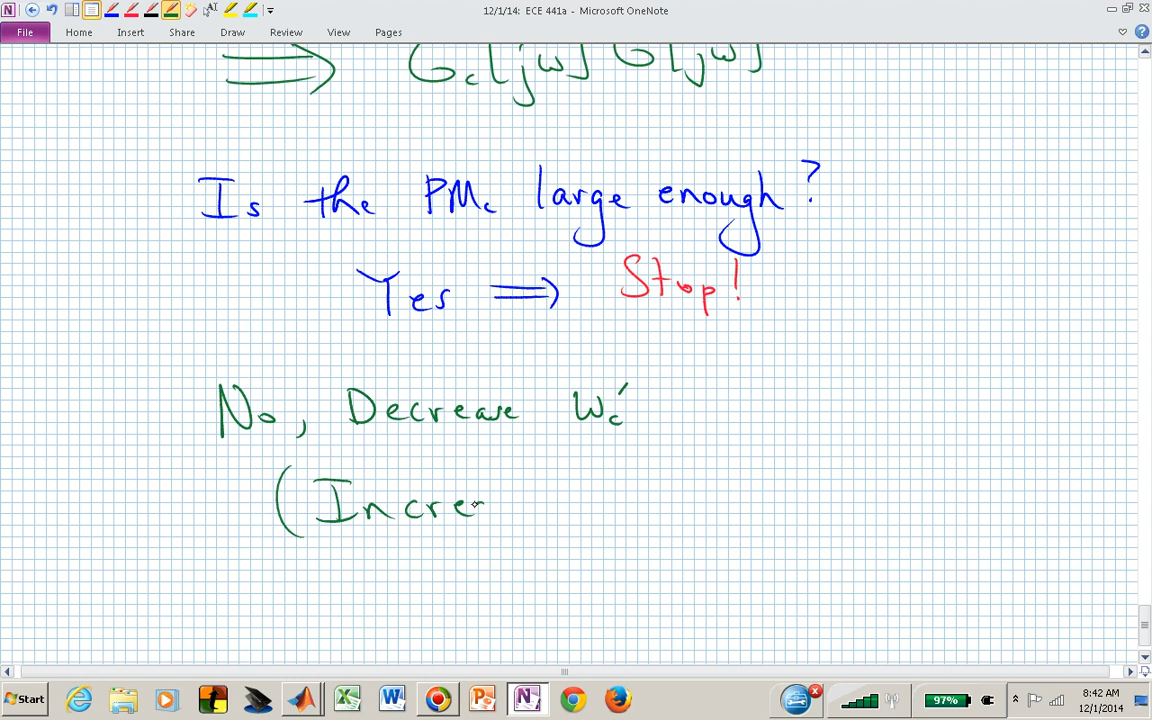 12/1/14: ECE 441a - Microsoft OneNote
File Home Insert Share Draw Review View Pages
⟹ Gc[jω] G[jω]
Is the PMc large enough?
Yes ⟹ Stop!
No, Decrease ωc′
(Incre
Start
97%
8:42 AM
12/1/2014